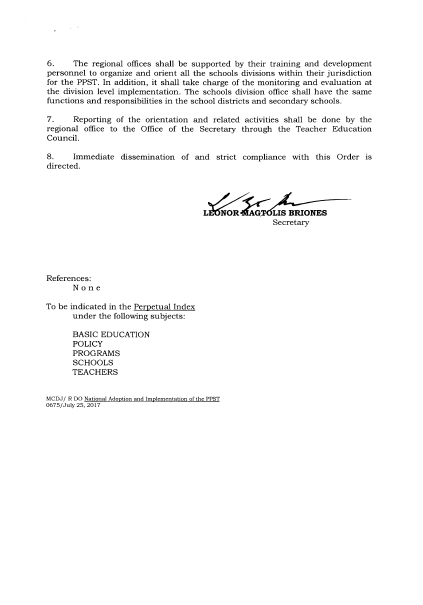 6. The regional offices shall be supported by their training and development
personnel to organize and orient all the schools divisions within their jurisdiction
for the PPST. In addition, it shall take charge of the monitoring and evaluation at
the division level implementation. The schools division office shall have the same
functions and responsibilities in the school districts and secondary schools.
7. Reporting of the orientation and related activities shall be done by the
regional office to the Office of the Secretary through the Teacher Education
Council.
8. Immediate dissemination of and strict compliance with this Order is
directed.
LEONOR MAGTOLIS BRIONES
Secretary
References:
N o n e
To be indicated in the Perpetual Index
under the following subjects:
BASIC EDUCATION
POLICY
PROGRAMS
SCHOOLS
TEACHERS
MCDJ/ R DO National Adoption and Implementation of the PPST
0675/July 25, 2017